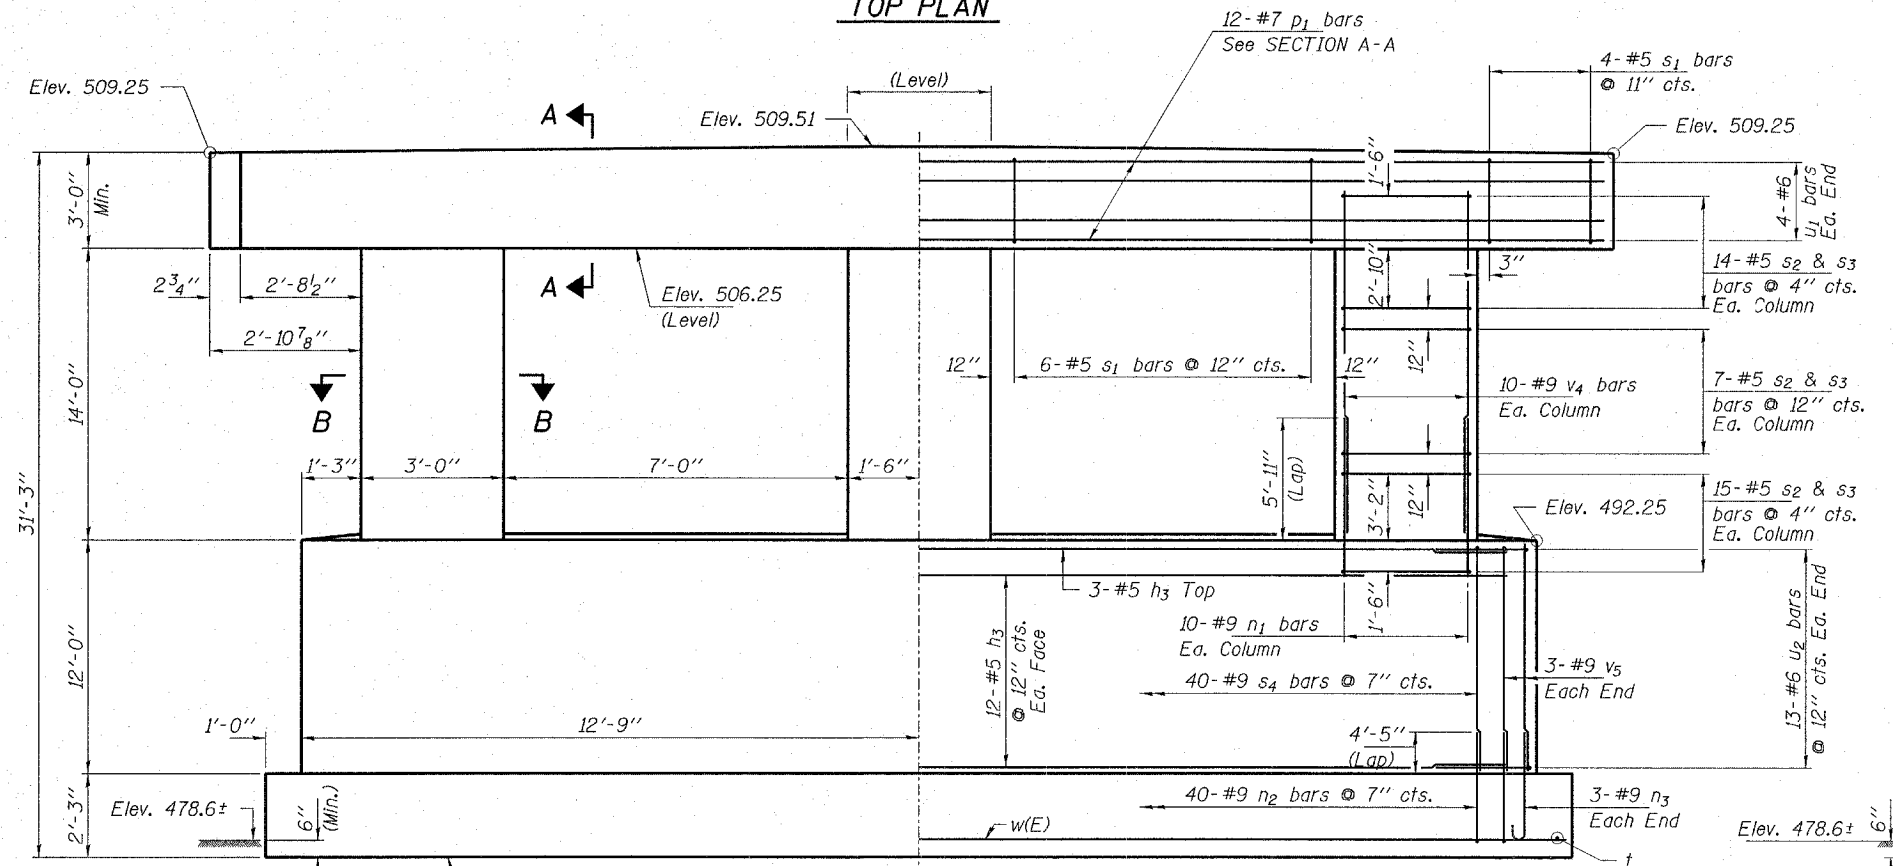 TOP PLAN
12-#7 p1 bars
See SECTION A-A
4-#5 s1 bars
@ 11" cts.
(Level)
Elev. 509.25
A
Elev. 509.51
Elev. 509.25
1'-6"
3'-0"
Min.
4-#6
u1 bars
Ea. End
2 3/4"
2'-8 1/2"
A
Elev. 506.25
(Level)
2'-10"
3"
14-#5 s2 & s3
bars @ 4" cts.
Ea. Column
2'-10 7/8"
14'-0"
B
B
12"
6-#5 s1 bars @ 12" cts.
12"
12"
10-#9 v4 bars
Ea. Column
7-#5 s2 & s3
bars @ 12" cts.
Ea. Column
1'-3"
3'-0"
7'-0"
1'-6"
5'-11"
(Lap)
3'-2"
12"
15-#5 s2 & s3
bars @ 4" cts.
Ea. Column
31'-3"
Elev. 492.25
3-#5 h3 Top
1'-6"
10-#9 n1 bars
Ea. Column
12-#5 h3
@ 12" cts.
Ea. Face
12'-0"
40-#9 s4 bars @ 7" cts.
3-#9 v5
Each End
13-#6 u2 bars
@ 12" cts. Ea. End
1'-0"
12'-9"
4'-5"
(Lap)
2'-3"
Elev. 478.6±
6"
(Min.)
w(E)
40-#9 n2 bars @ 7" cts.
3-#9 n3
Each End
Elev. 478.6±
6"
t